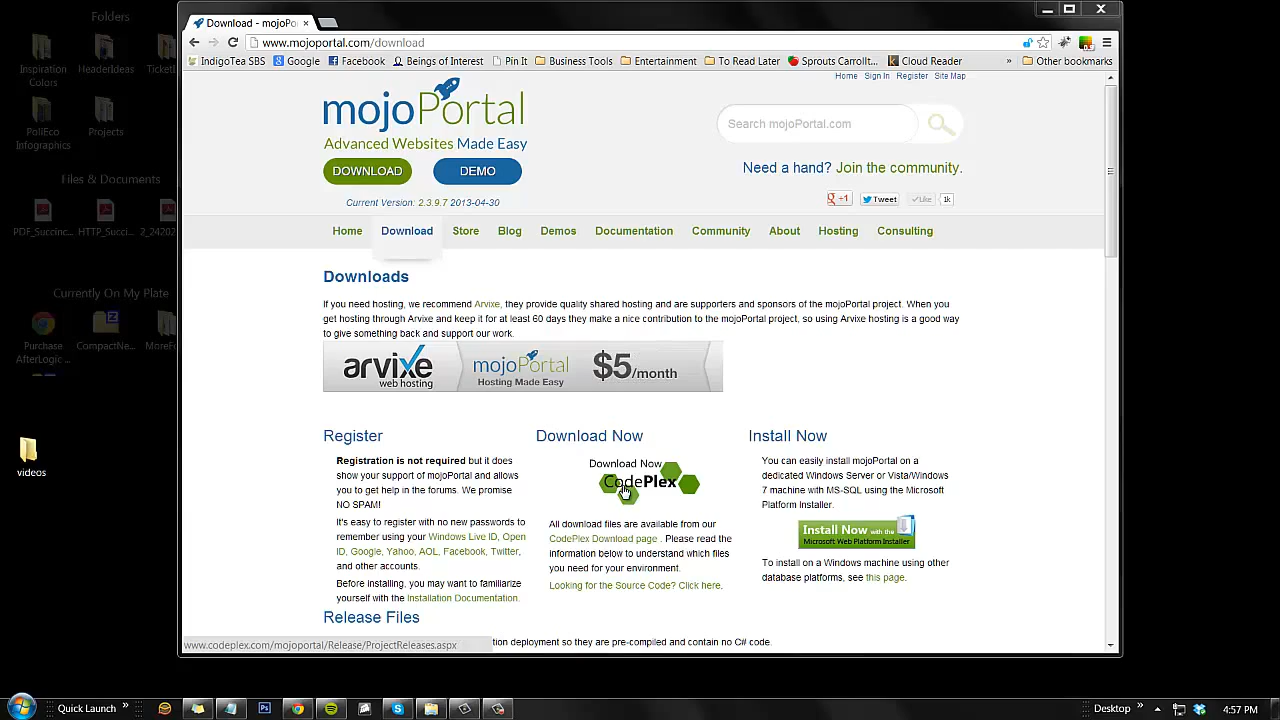 Folders
Inspiration Colors
HeaderIdeas
TicketL
PoliEco Infographics
Projects
Files & Documents
PDF_Succinc...
HTTP_Succi...
2_24202
Currently On My Plate
Purchase AfterLogic ...
CompactNe...
MoreFo
videos
Download - mojoPo
www.mojoportal.com/download
IndigoTea SBS
Google
Facebook
Beings of Interest
Pin It
Business Tools
Entertainment
To Read Later
Sprouts Carrollt...
Cloud Reader
»
Other bookmarks
Home Sign In Register Site Map
mojoPortal
Advanced Websites Made Easy
DOWNLOAD
DEMO
Current Version: 2.3.9.7 2013-04-30
Search mojoPortal.com
Need a hand? Join the community.
+1
Tweet
Like
1k
Home Download Store Blog Demos Documentation Community About Hosting Consulting
Downloads
If you need hosting, we recommend Arvixe, they provide quality shared hosting and are supporters and sponsors of the mojoPortal project. When you
get hosting through Arvixe and keep it for at least 60 days they make a nice contribution to the mojoPortal project, so using Arvixe hosting is a good way
to give something back and support our work.
arvixe
web hosting
mojoPortal
Hosting Made Easy
$5/month
Register
Registration is not required but it does
show your support of mojoPortal and allows
you to get help in the forums. We promise
NO SPAM!
It's easy to register with no new passwords to
remember using your Windows Live ID, Open
ID, Google, Yahoo, AOL, Facebook, Twitter,
and other accounts.
Before installing, you may want to familiarize
yourself with the Installation Documentation.
Download Now
Download Now
CodePlex
All download files are available from our
CodePlex Download page . Please read the
information below to understand which files
you need for your environment.
Looking for the Source Code? Click here.
Install Now
You can easily install mojoPortal on a
dedicated Windows Server or Vista/Windows
7 machine with MS-SQL using the Microsoft
Platform Installer.
Install Now with the
Microsoft Web Platform Installer
To install on a Windows machine using other
database platforms, see this page.
Release Files
tion deployment so they are pre-compiled and contain no C# code.
www.codeplex.com/mojoportal/Release/ProjectReleases.aspx
Quick Launch »
Desktop »
4:57 PM